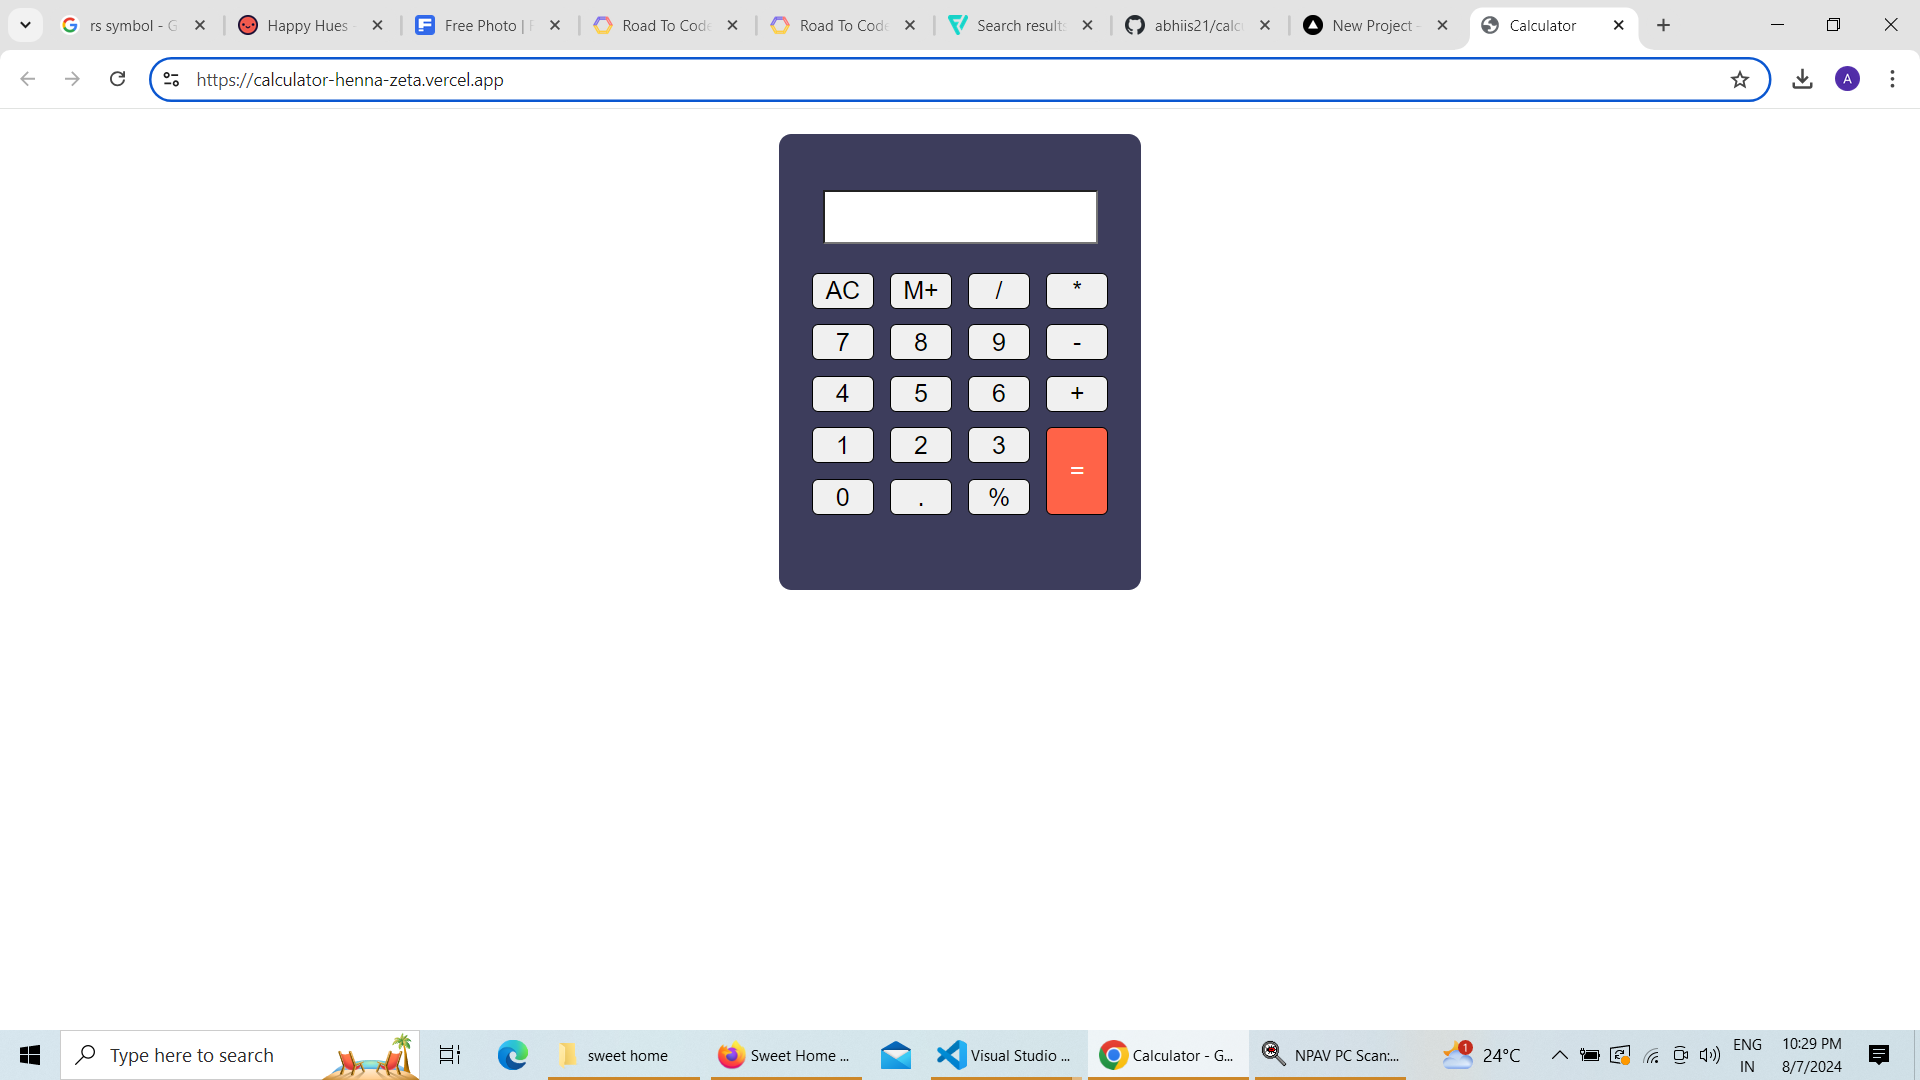 rs symbol - G
Happy Hues -
Free Photo | F
Road To Code
Road To Code
Search results
abhiis21/calcu
New Project -
Calculator
https://calculator-henna-zeta.vercel.app
A
AC M+ / *
7 8 9 -
4 5 6 +
1 2 3
=
0 . %
Type here to search
sweet home
Sweet Home ...
Visual Studio ...
Calculator - G...
NPAV PC Scan:...
1
24°C
ENG
IN
10:29 PM
8/7/2024